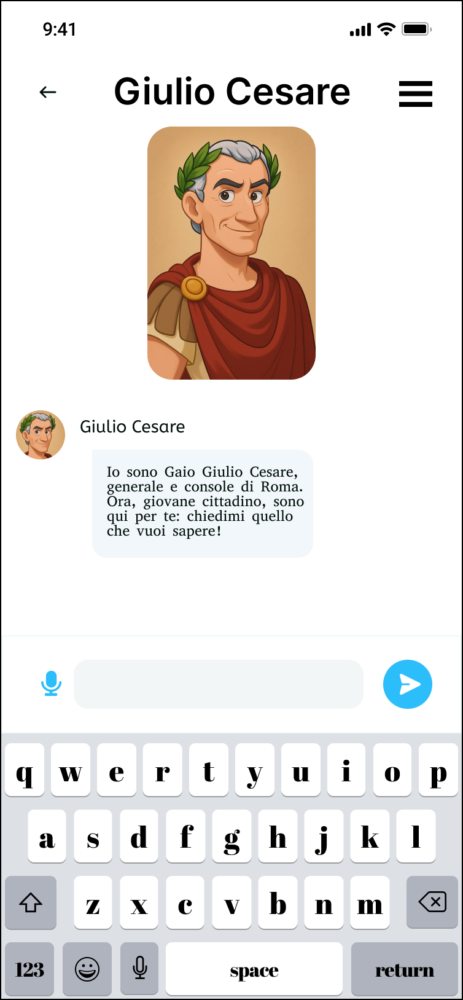 9:41
Giulio Cesare
Giulio Cesare
Io sono Gaio Giulio Cesare,
generale e console di Roma.
Ora, giovane cittadino, sono
qui per te: chiedimi quello
che vuoi sapere!
q w e r t y u i o p
a s d f g h j k l
z x c v b n m
123 space return